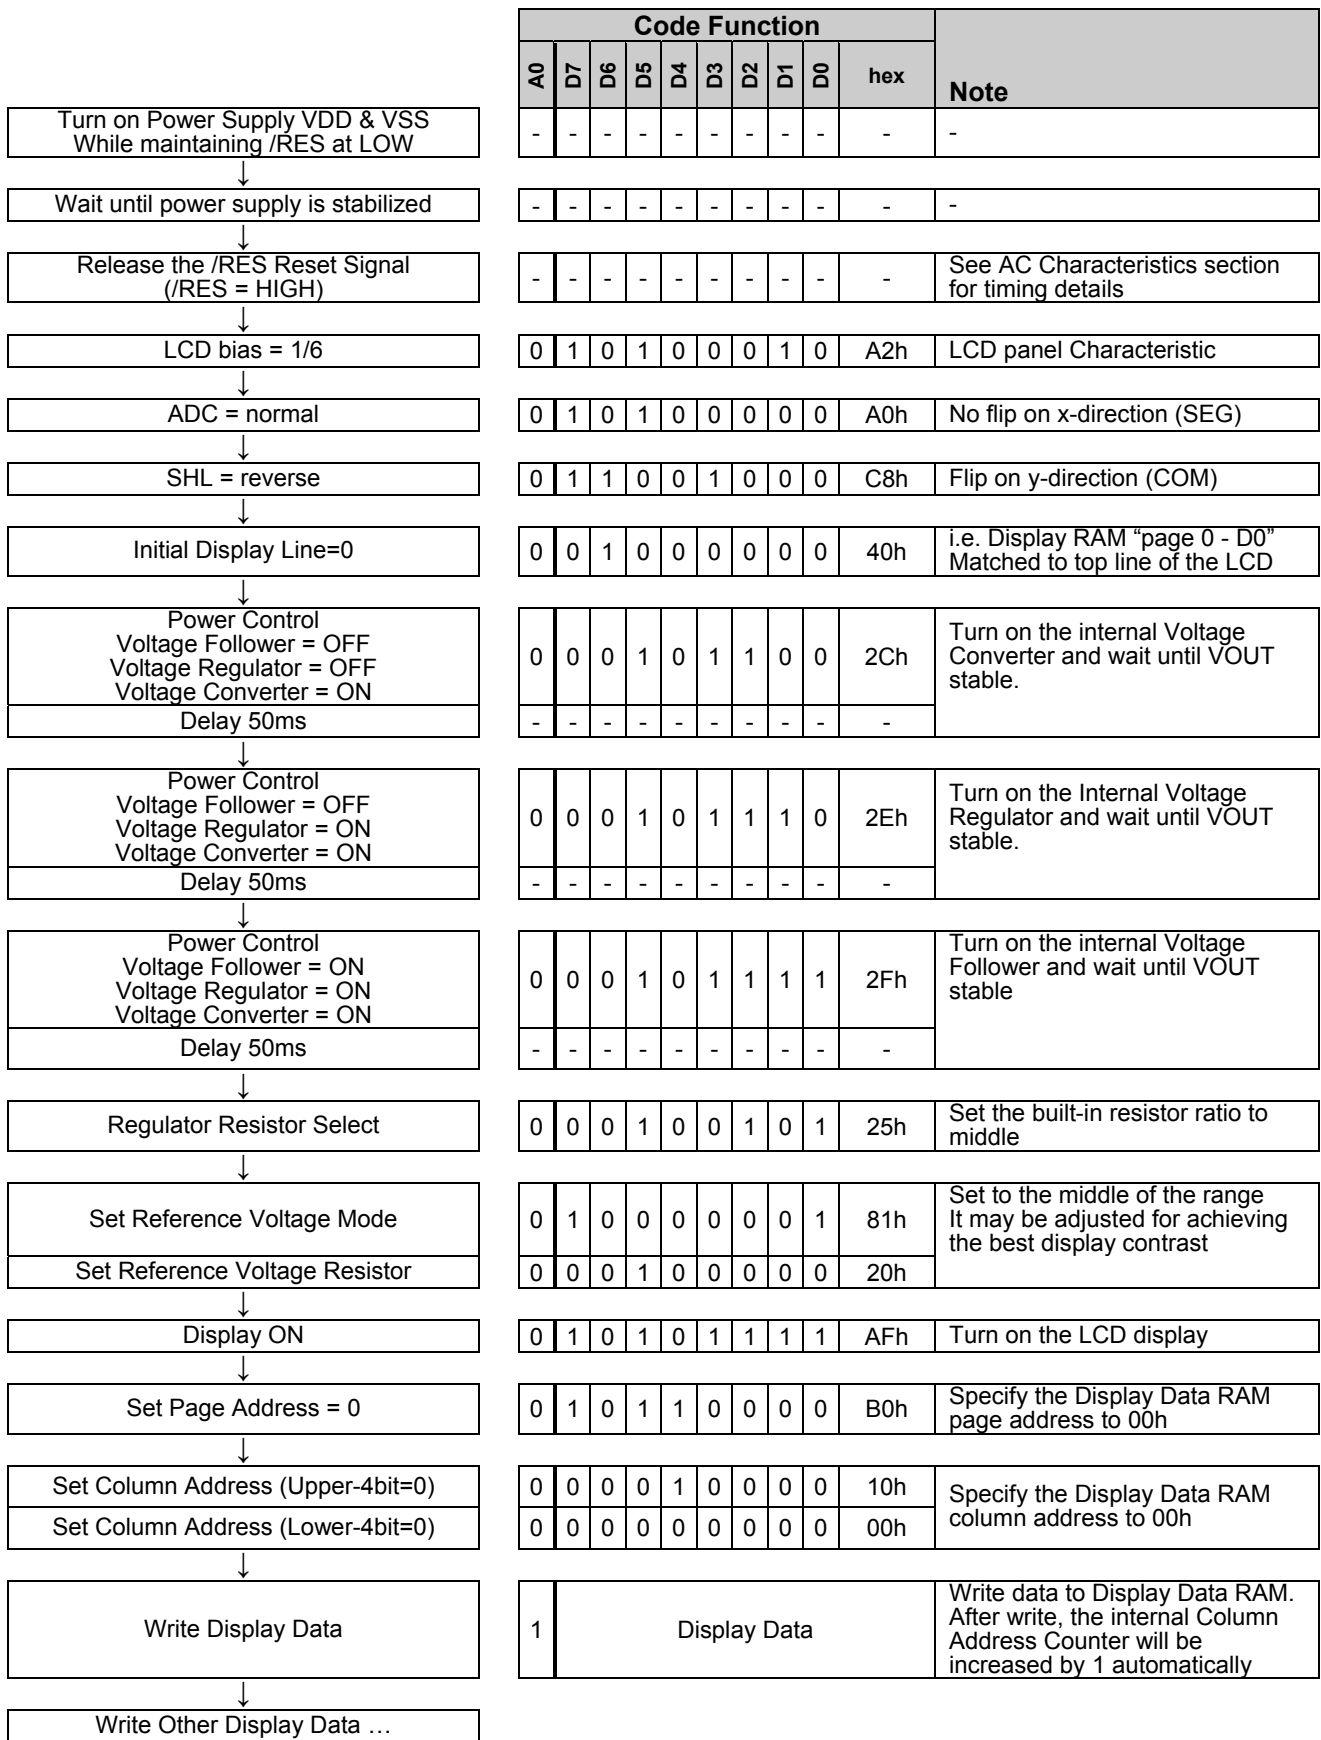 Code Function
A0 D7 D6 D5 D4 D3 D2 D1 D0 hex Note
Turn on Power Supply VDD & VSS
While maintaining /RES at LOW
- - - - - - - - - - -
↓
Wait until power supply is stabilized
- - - - - - - - - - -
↓
Release the /RES Reset Signal
(/RES = HIGH)
- - - - - - - - - -
See AC Characteristics section
for timing details
↓
LCD bias = 1/6
0 1 0 1 0 0 0 1 0 A2h LCD panel Characteristic
↓
ADC = normal
0 1 0 1 0 0 0 0 0 A0h No flip on x-direction (SEG)
↓
SHL = reverse
0 1 1 0 0 1 0 0 0 C8h Flip on y-direction (COM)
↓
Initial Display Line=0
0 0 1 0 0 0 0 0 0 40h
i.e. Display RAM “page 0 - D0”
Matched to top line of the LCD
↓
Power Control
Voltage Follower = OFF
Voltage Regulator = OFF
Voltage Converter = ON
0 0 0 1 0 1 1 0 0 2Ch
Turn on the internal Voltage
Converter and wait until VOUT
stable.
Delay 50ms
- - - - - - - - - -
↓
Power Control
Voltage Follower = OFF
Voltage Regulator = ON
Voltage Converter = ON
0 0 0 1 0 1 1 1 0 2Eh
Turn on the Internal Voltage
Regulator and wait until VOUT
stable.
Delay 50ms
- - - - - - - - - -
↓
Power Control
Voltage Follower = ON
Voltage Regulator = ON
Voltage Converter = ON
0 0 0 1 0 1 1 1 1 2Fh
Turn on the internal Voltage
Follower and wait until VOUT
stable
Delay 50ms
- - - - - - - - - -
↓
Regulator Resistor Select
0 0 0 1 0 0 1 0 1 25h
Set the built-in resistor ratio to
middle
↓
Set Reference Voltage Mode
0 1 0 0 0 0 0 0 1 81h
Set to the middle of the range
It may be adjusted for achieving
the best display contrast
Set Reference Voltage Resistor
0 0 0 1 0 0 0 0 0 20h
↓
Display ON
0 1 0 1 0 1 1 1 1 AFh Turn on the LCD display
↓
Set Page Address = 0
0 1 0 1 1 0 0 0 0 B0h
Specify the Display Data RAM
page address to 00h
↓
Set Column Address (Upper-4bit=0)
0 0 0 0 1 0 0 0 0 10h
Set Column Address (Lower-4bit=0)
0 0 0 0 0 0 0 0 0 00h
Specify the Display Data RAM
column address to 00h
↓
Write Display Data
1 Display Data
Write data to Display Data RAM.
After write, the internal Column
Address Counter will be
increased by 1 automatically
↓
Write Other Display Data …